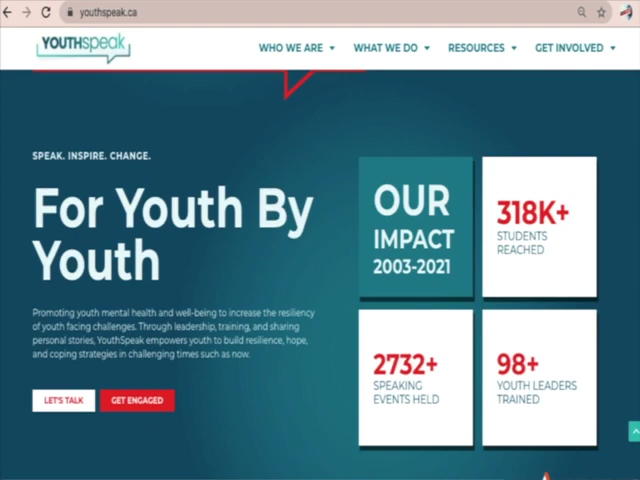 youthspeak.ca
YOUTHspeak
WHO WE ARE
WHAT WE DO
RESOURCES
GET INVOLVED
SPEAK. INSPIRE. CHANGE.
For Youth By
Youth
Promoting youth mental health and well-being to increase the resiliency
of youth facing challenges. Through leadership, training, and sharing
personal stories, YouthSpeak empowers youth to build resilience, hope,
and coping strategies in challenging times such as now.
LET'S TALK
GET ENGAGED
OUR
IMPACT
2003-2021
318K+
STUDENTS
REACHED
2732+
SPEAKING
EVENTS HELD
98+
YOUTH LEADERS
TRAINED